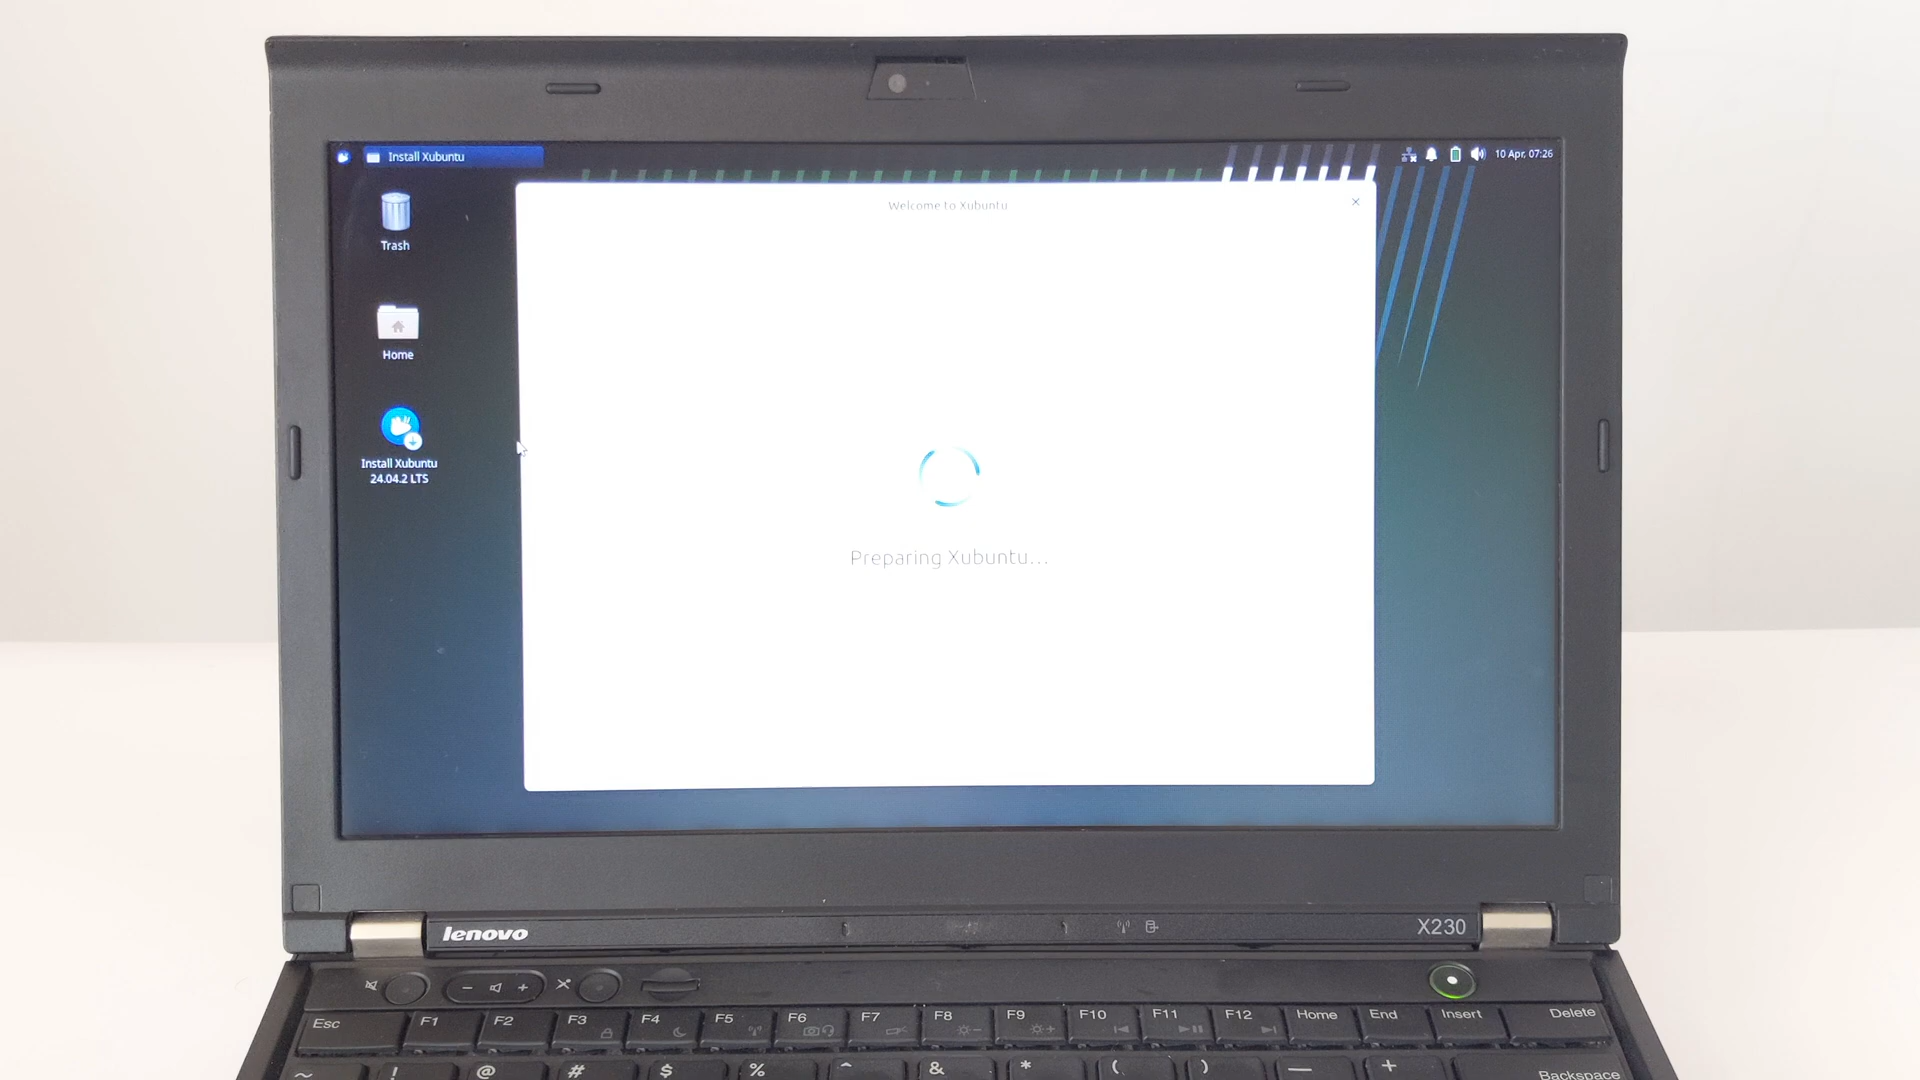 Install Xubuntu
10 Apr, 07:26
Welcome to Xubuntu
Trash
Home
Install Xubuntu
24.04.2 LTS
Preparing Xubuntu...
lenovo
X230
Esc F1 F2 F3 F4 F5 F6 F7 F8 F9 F10 F11 F12 Home End Insert Delete
~ ! @ # $ % ^ & * ( ) — + Backspace